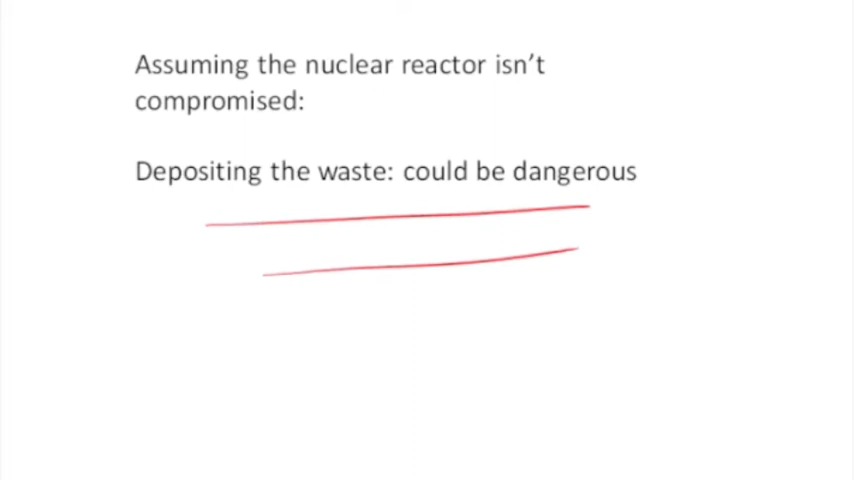 Assuming the nuclear reactor isn’t
compromised:
Depositing the waste: could be dangerous